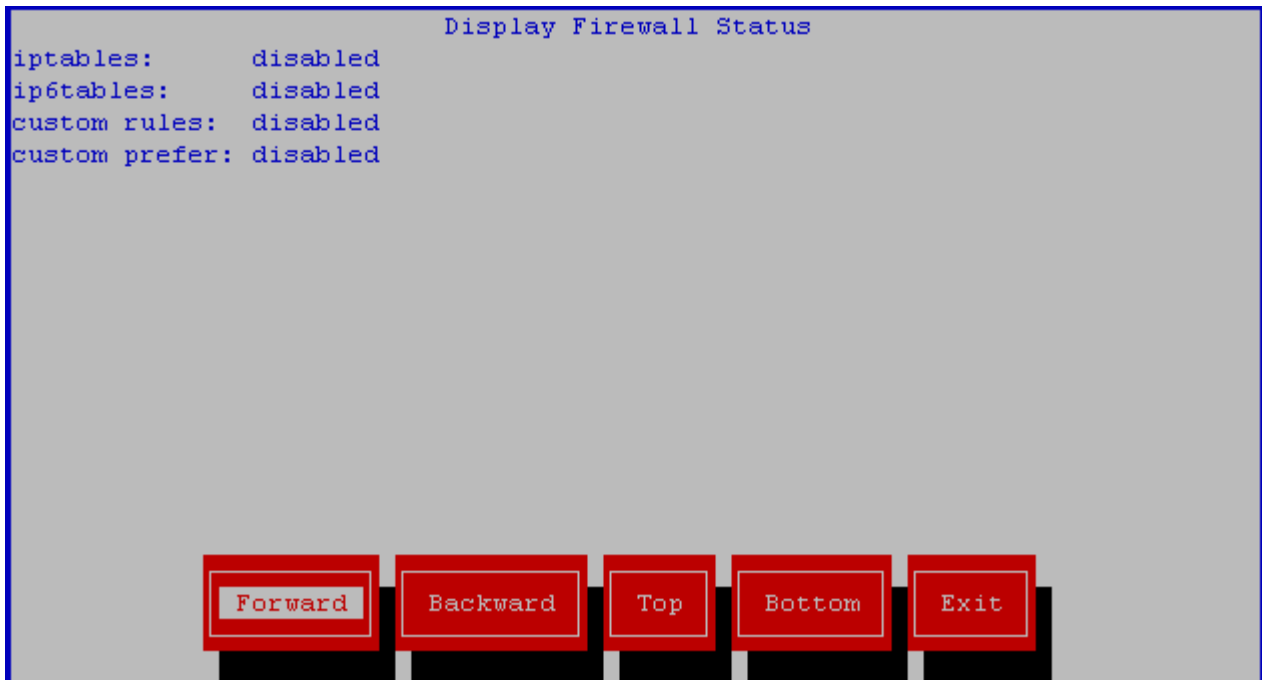 Display Firewall Status
iptables: disabled
ip6tables: disabled
custom rules: disabled
custom prefer: disabled
Forward Backward Top Bottom Exit